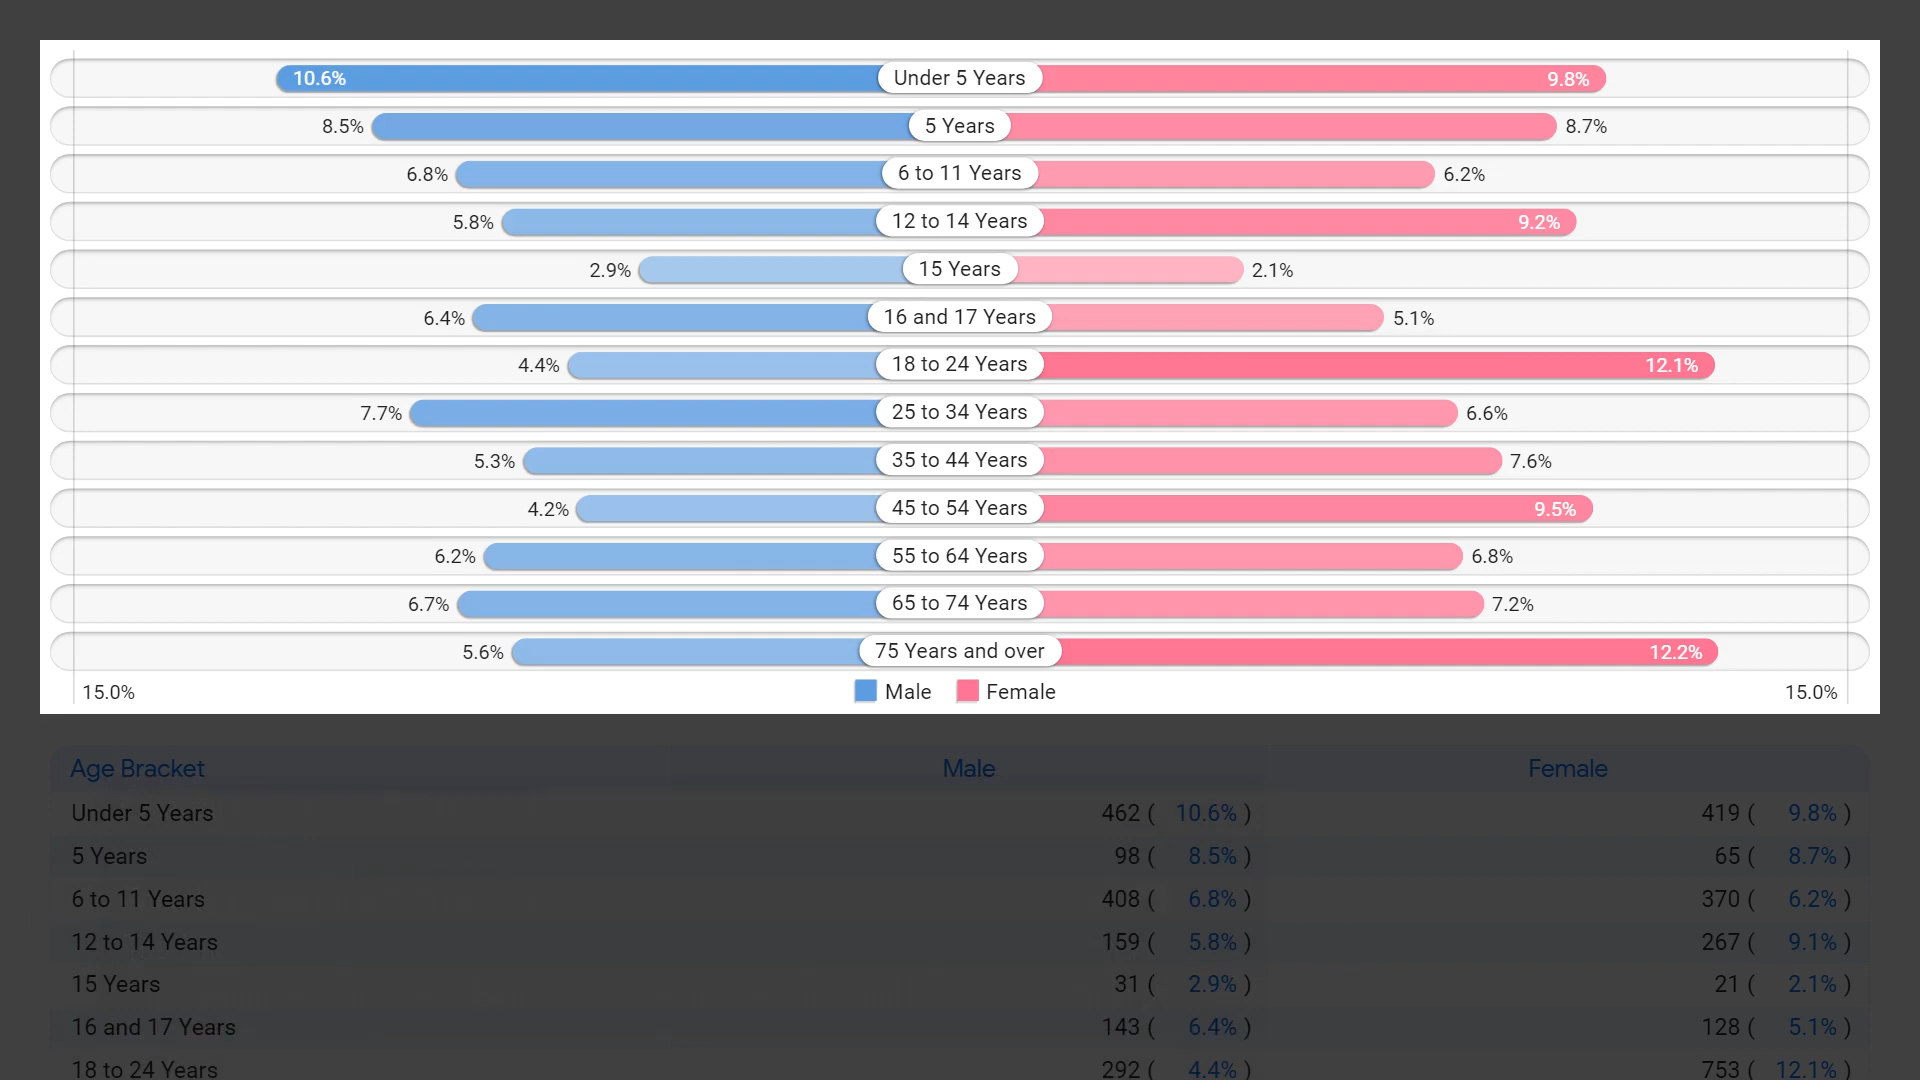 10.6% Under 5 Years 9.8%
8.5% 5 Years 8.7%
6.8% 6 to 11 Years 6.2%
5.8% 12 to 14 Years 9.2%
2.9% 15 Years 2.1%
6.4% 16 and 17 Years 5.1%
4.4% 18 to 24 Years 12.1%
7.7% 25 to 34 Years 6.6%
5.3% 35 to 44 Years 7.6%
4.2% 45 to 54 Years 9.5%
6.2% 55 to 64 Years 6.8%
6.7% 65 to 74 Years 7.2%
5.6% 75 Years and over 12.2%
15.0% Male Female 15.0%
Age Bracket Male Female
Under 5 Years 462 ( 10.6% ) 419 ( 9.8% )
5 Years 98 ( 8.5% ) 65 ( 8.7% )
6 to 11 Years 408 ( 6.8% ) 370 ( 6.2% )
12 to 14 Years 159 ( 5.8% ) 267 ( 9.1% )
15 Years 31 ( 2.9% ) 21 ( 2.1% )
16 and 17 Years 143 ( 6.4% ) 128 ( 5.1% )
18 to 24 Years 292 ( 4.4% ) 753 ( 12.1% )